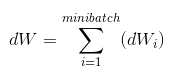 $dW = \sum_{i=1}^{minibatch} (dW_i)$